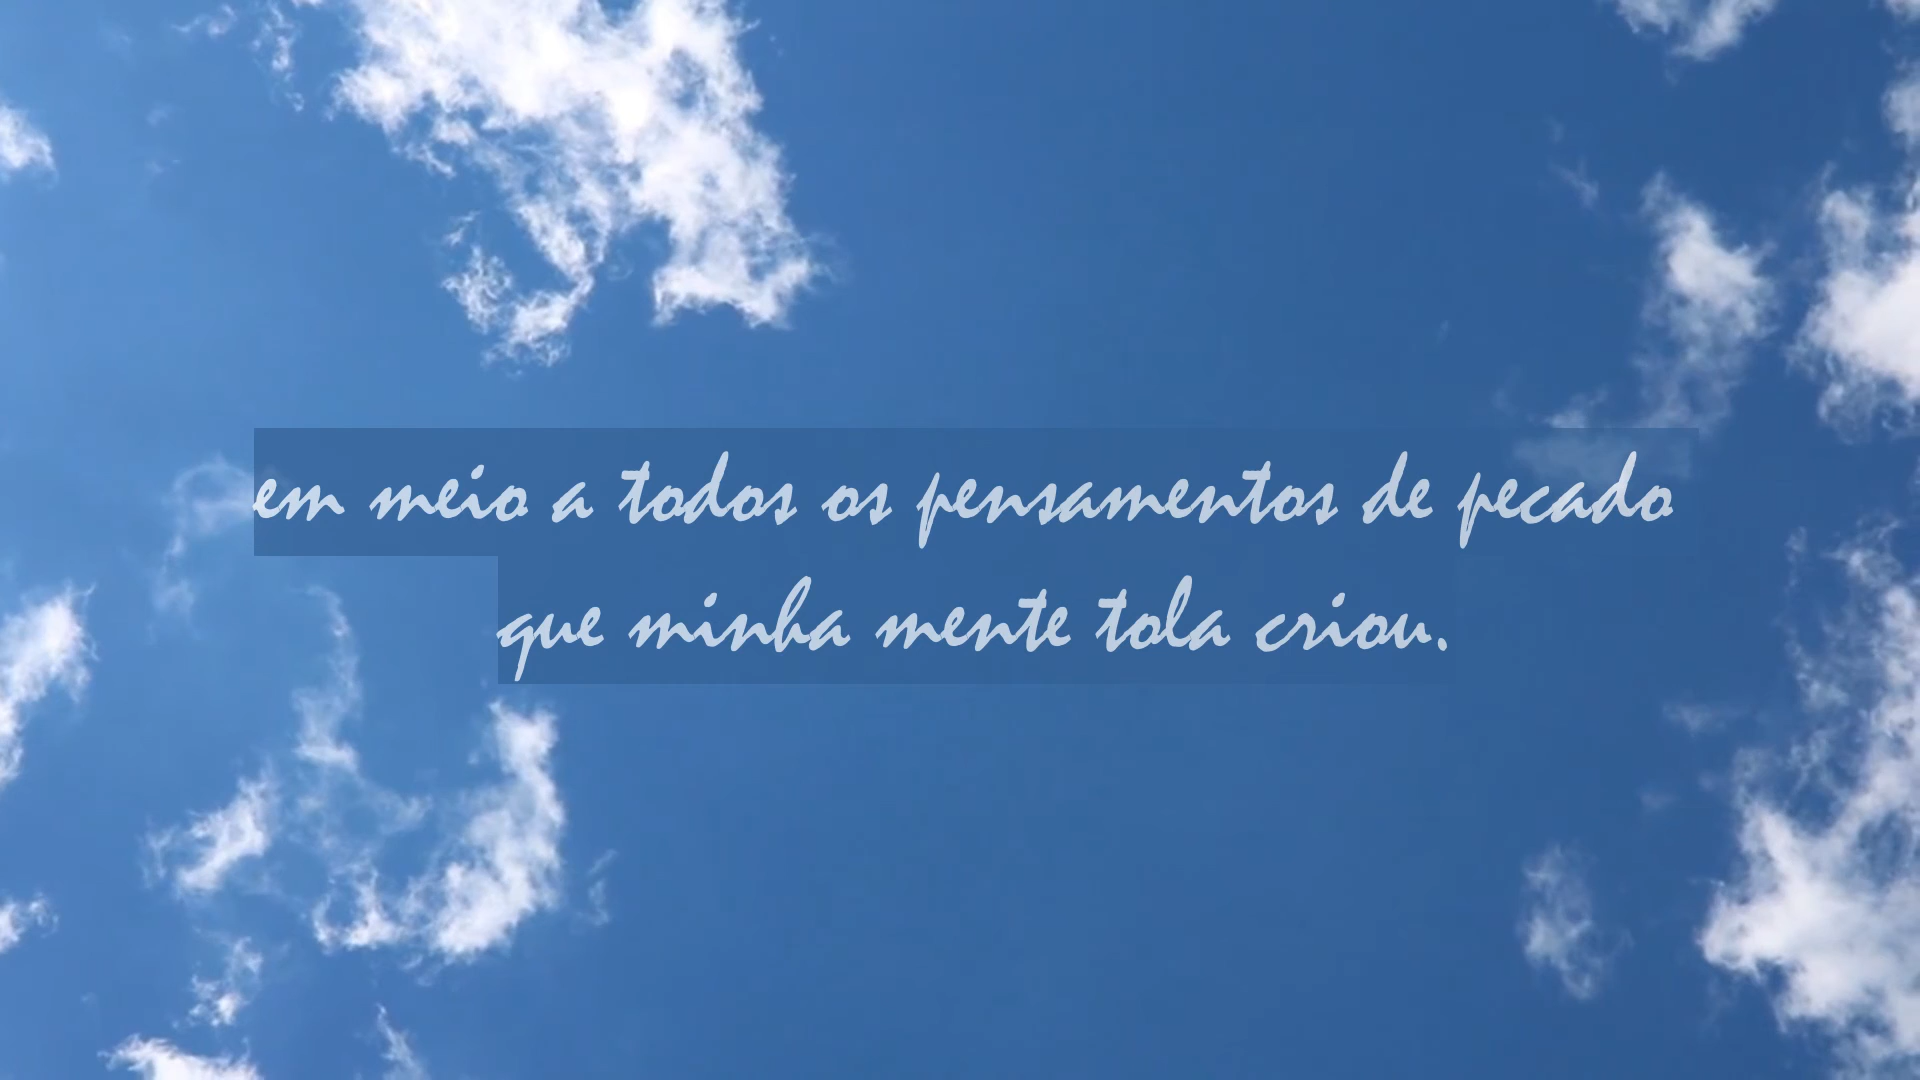 em meio a todos os pensamentos de pecado
que minha mente tola criou.